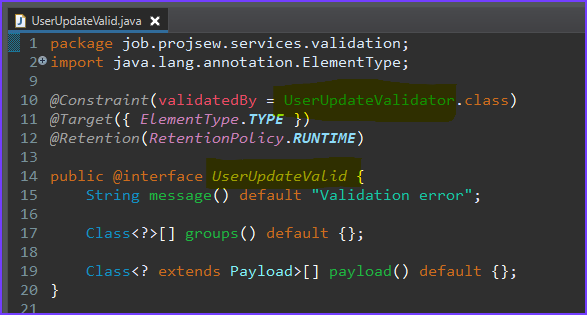 UserUpdateValid.java
1 package job.projsew.services.validation;
2 import java.lang.annotation.ElementType;
9
10 @Constraint(validatedBy = UserUpdateValidator.class)
11 @Target({ ElementType.TYPE })
12 @Retention(RetentionPolicy.RUNTIME)
13
14 public @interface UserUpdateValid {
15 String message() default "Validation error";
16
17 Class<?>[] groups() default {};
18
19 Class<? extends Payload>[] payload() default {};
20 }
21